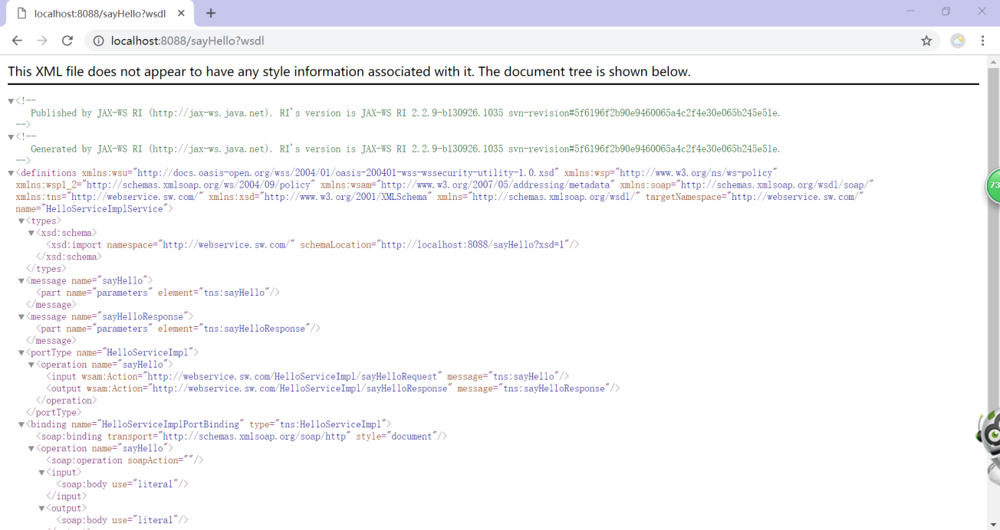 localhost:8088/sayHello?wsdl
localhost:8088/sayHello?wsdl
This XML file does not appear to have any style information associated with it. The document tree is shown below.
<!--
Published by JAX-WS RI (http://jax-ws.java.net). RI's version is JAX-WS RI 2.2.9-b130926.1035 svn-revision#5f6196f2b90e9460065a4c2f4e30e065b245e51e.
-->
<!--
Generated by JAX-WS RI (http://jax-ws.java.net). RI's version is JAX-WS RI 2.2.9-b130926.1035 svn-revision#5f6196f2b90e9460065a4c2f4e30e065b245e51e.
-->
<definitions xmlns:wsu="http://docs.oasis-open.org/wss/2004/01/oasis-200401-wss-wssecurity-utility-1.0.xsd" xmlns:wsp="http://www.w3.org/ns/ws-policy"
xmlns:wsp1_2="http://schemas.xmlsoap.org/ws/2004/09/policy" xmlns:wsam="http://www.w3.org/2007/05/addressing/metadata" xmlns:soap="http://schemas.xmlsoap.org/wsdl/soap/"
xmlns:tns="http://webservice.sw.com/" xmlns:xsd="http://www.w3.org/2001/XMLSchema" xmlns="http://schemas.xmlsoap.org/wsdl/" targetNamespace="http://webservice.sw.com/"
name="HelloServiceImplService">
<types>
<xsd:schema>
<xsd:import namespace="http://webservice.sw.com/" schemaLocation="http://localhost:8088/sayHello?xsd=1"/>
</xsd:schema>
</types>
<message name="sayHello">
<part name="parameters" element="tns:sayHello"/>
</message>
<message name="sayHelloResponse">
<part name="parameters" element="tns:sayHelloResponse"/>
</message>
<portType name="HelloServiceImpl">
<operation name="sayHello">
<input wsam:Action="http://webservice.sw.com/HelloServiceImpl/sayHelloRequest" message="tns:sayHello"/>
<output wsam:Action="http://webservice.sw.com/HelloServiceImpl/sayHelloResponse" message="tns:sayHelloResponse"/>
</operation>
</portType>
<binding name="HelloServiceImplPortBinding" type="tns:HelloServiceImpl">
<soap:binding transport="http://schemas.xmlsoap.org/soap/http" style="document"/>
<operation name="sayHello">
<soap:operation soapAction=""/>
<input>
<soap:body use="literal"/>
</input>
<output>
<soap:body use="literal"/>
73